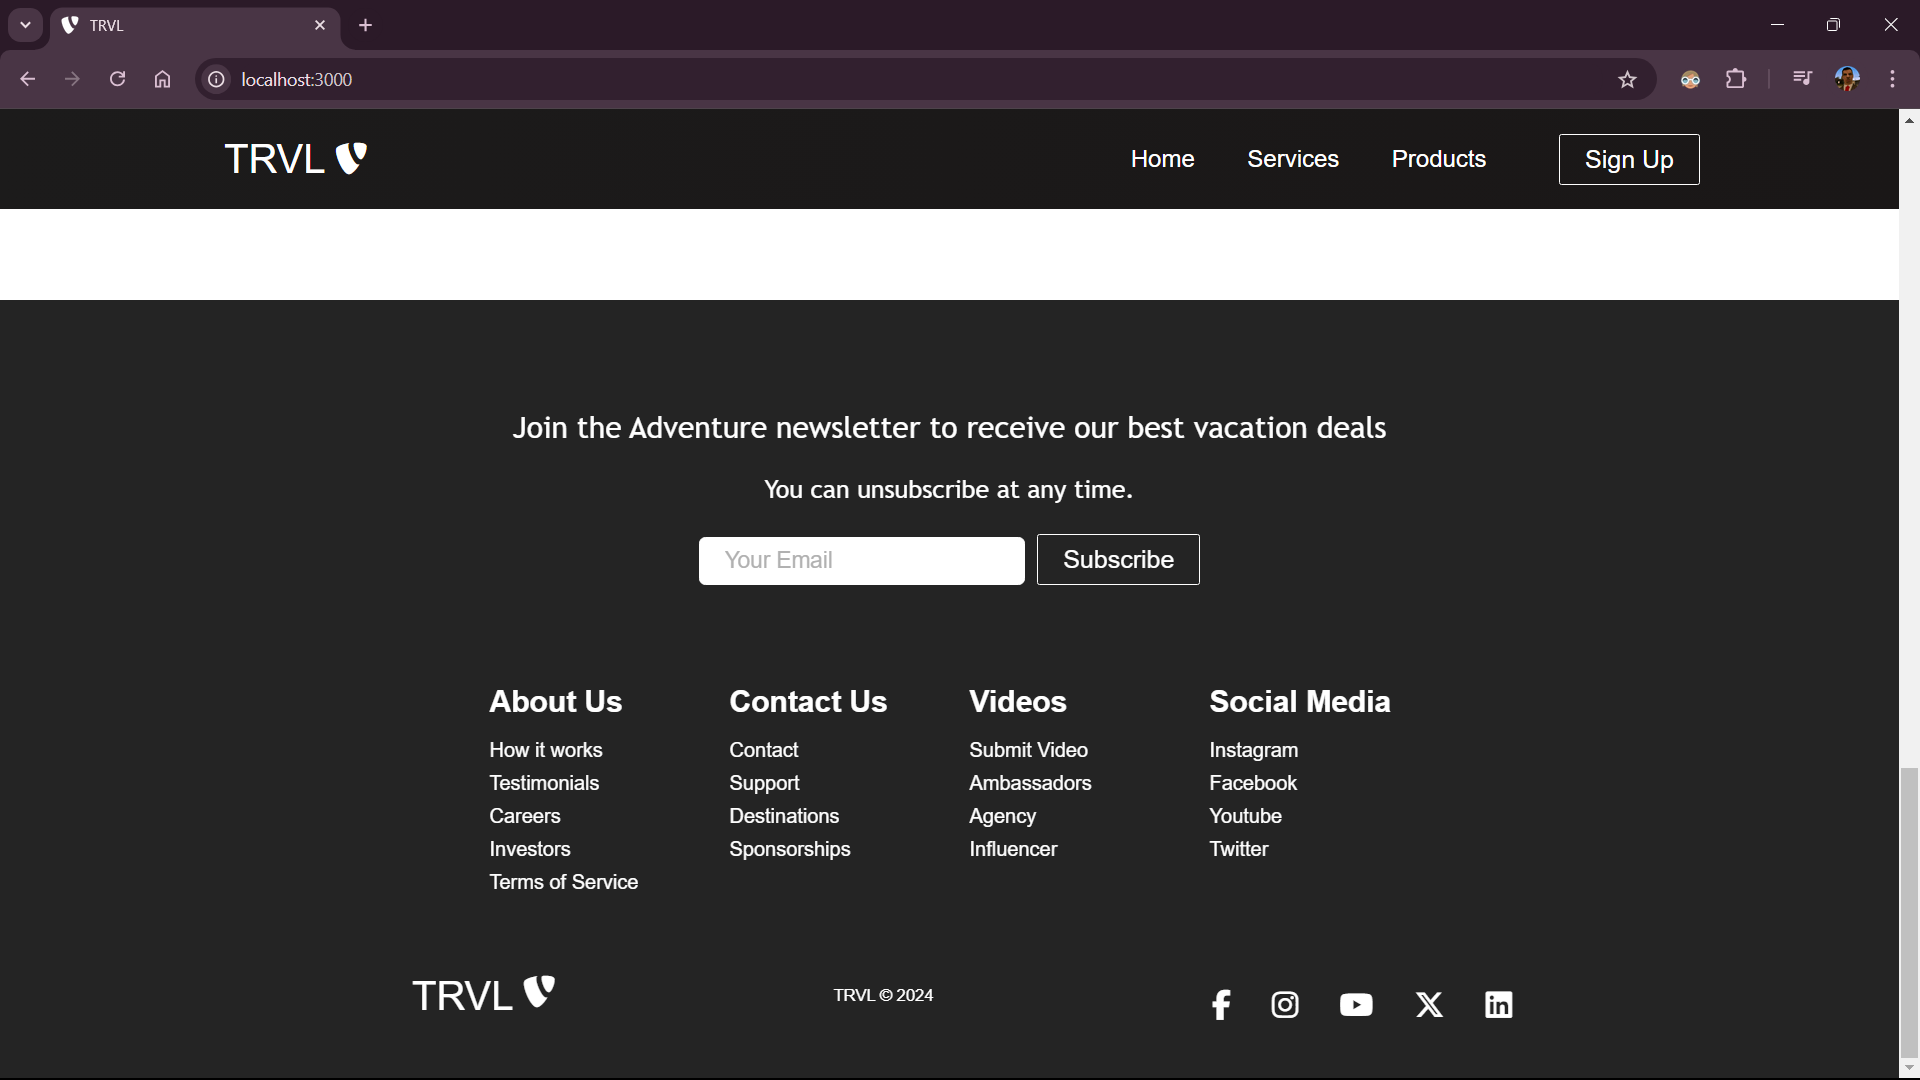 TRVL
localhost:3000
TRVL Home Services Products Sign Up
Join the Adventure newsletter to receive our best vacation deals
You can unsubscribe at any time.
Your Email Subscribe
About Us
How it works
Testimonials
Careers
Investors
Terms of Service
Contact Us
Contact
Support
Destinations
Sponsorships
Videos
Submit Video
Ambassadors
Agency
Influencer
Social Media
Instagram
Facebook
Youtube
Twitter
TRVL TRVL © 2024